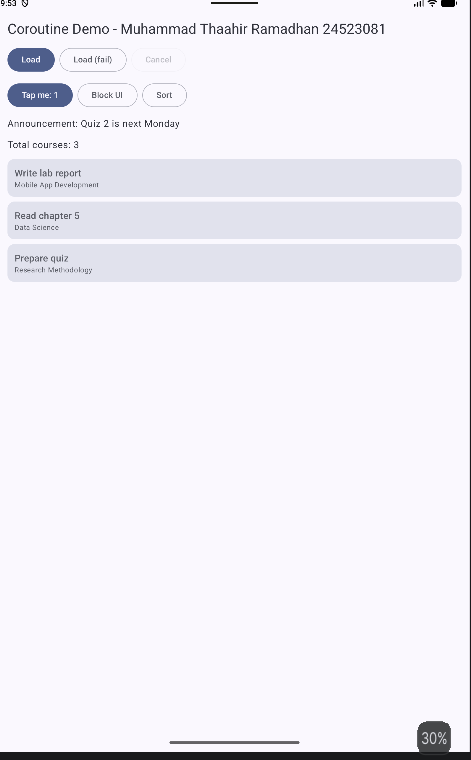 9:53
Coroutine Demo - Muhammad Thaahir Ramadhan 24523081
Load Load (fail) Cancel
Tap me: 1 Block UI Sort
Announcement: Quiz 2 is next Monday
Total courses: 3
Write lab report
Mobile App Development
Read chapter 5
Data Science
Prepare quiz
Research Methodology
30%